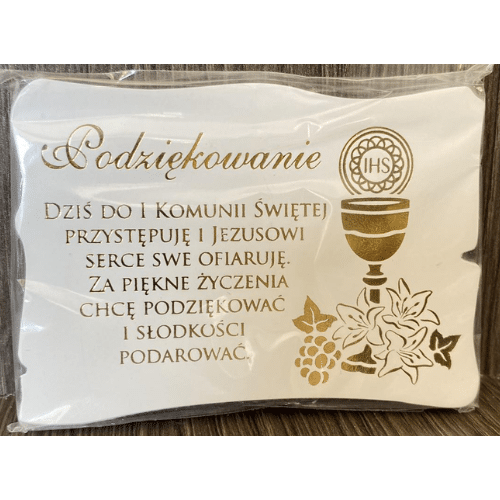 Podziękowanie
IHS
DZIŚ DO I KOMUNII ŚWIĘTEJ
PRZYSTĘPUJĘ I JEZUSOWI
SERCE SWE OFIARUJĘ.
ZA PIĘKNE ŻYCZENIA
CHCĘ PODZIĘKOWAĆ
I SŁODKOŚCI
PODAROWAĆ.